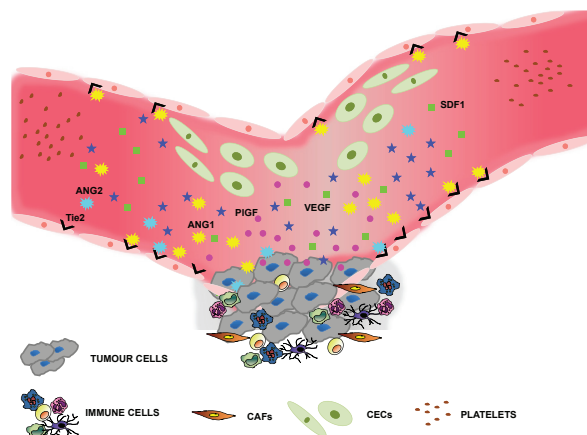 SDF1
ANG2
Tie2
ANG1
PlGF
VEGF
TUMOUR CELLS
IMMUNE CELLS
CAFs
CECs
PLATELETS